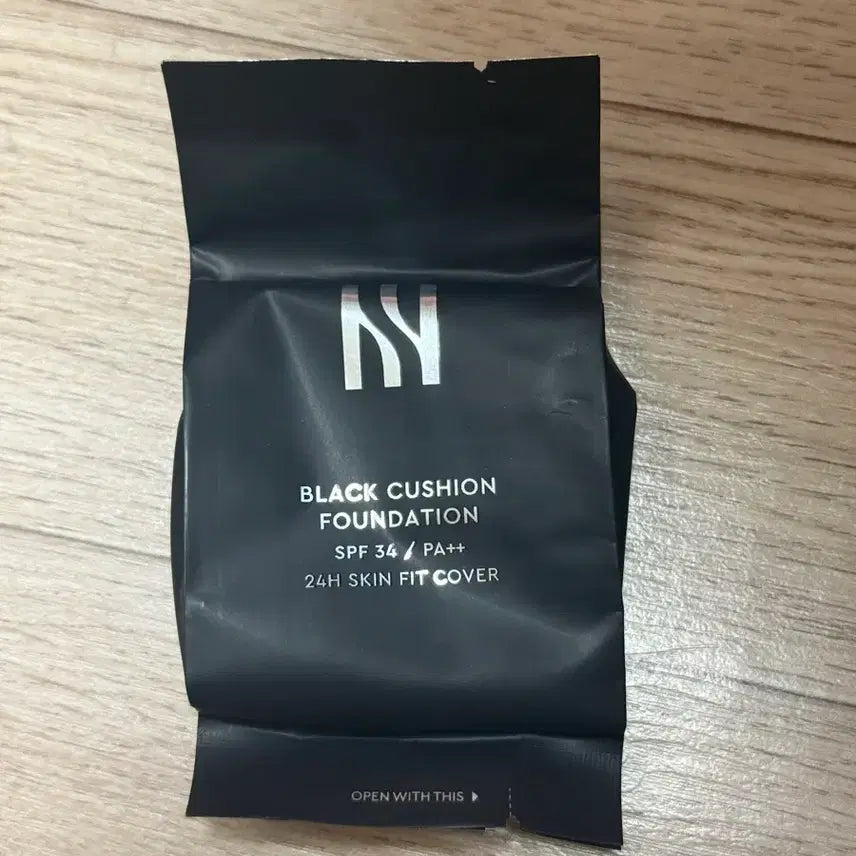 BLACK CUSHION
FOUNDATION
SPF 34 / PA++
24H SKIN FIT COVER
OPEN WITH THIS ▸